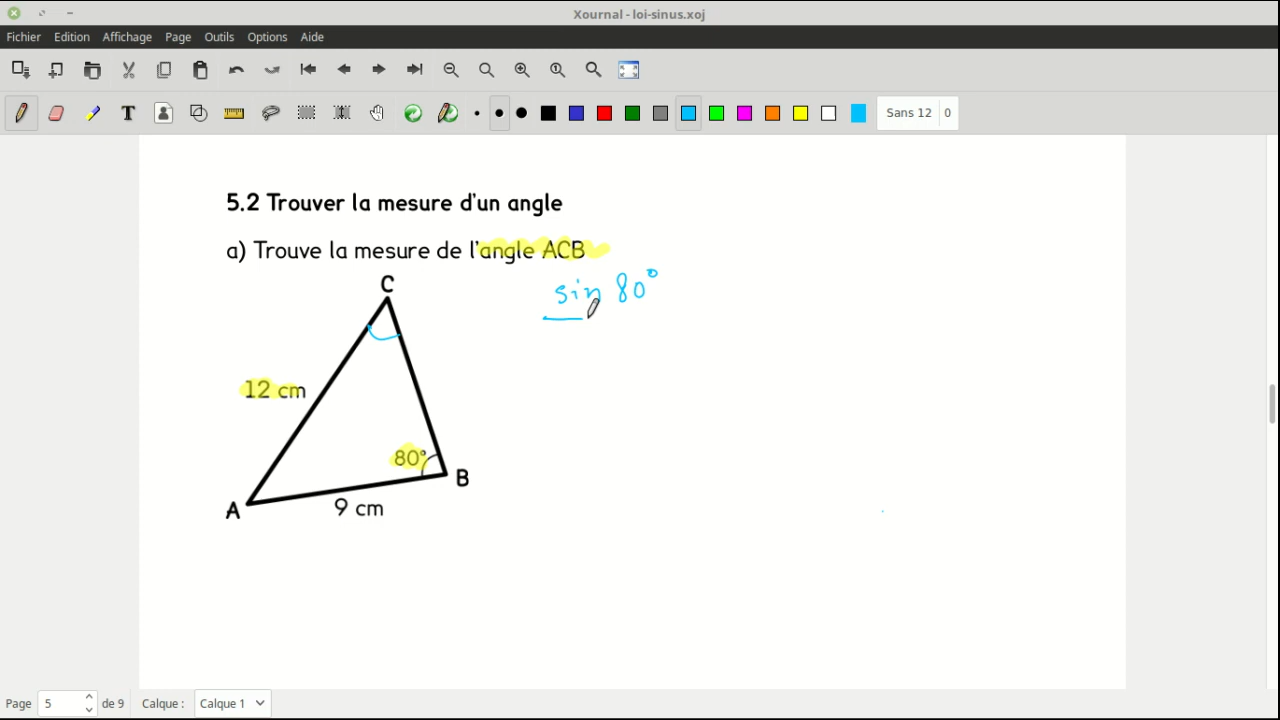 Xournal - loi-sinus.xoj
Fichier Edition Affichage Page Outils Options Aide
Sans 12 0
5.2 Trouver la mesure d'un angle
a) Trouve la mesure de l'angle ACB
C
sin 80°
12 cm
80°
B
A
9 cm
Page 5 de 9 Calque : Calque 1